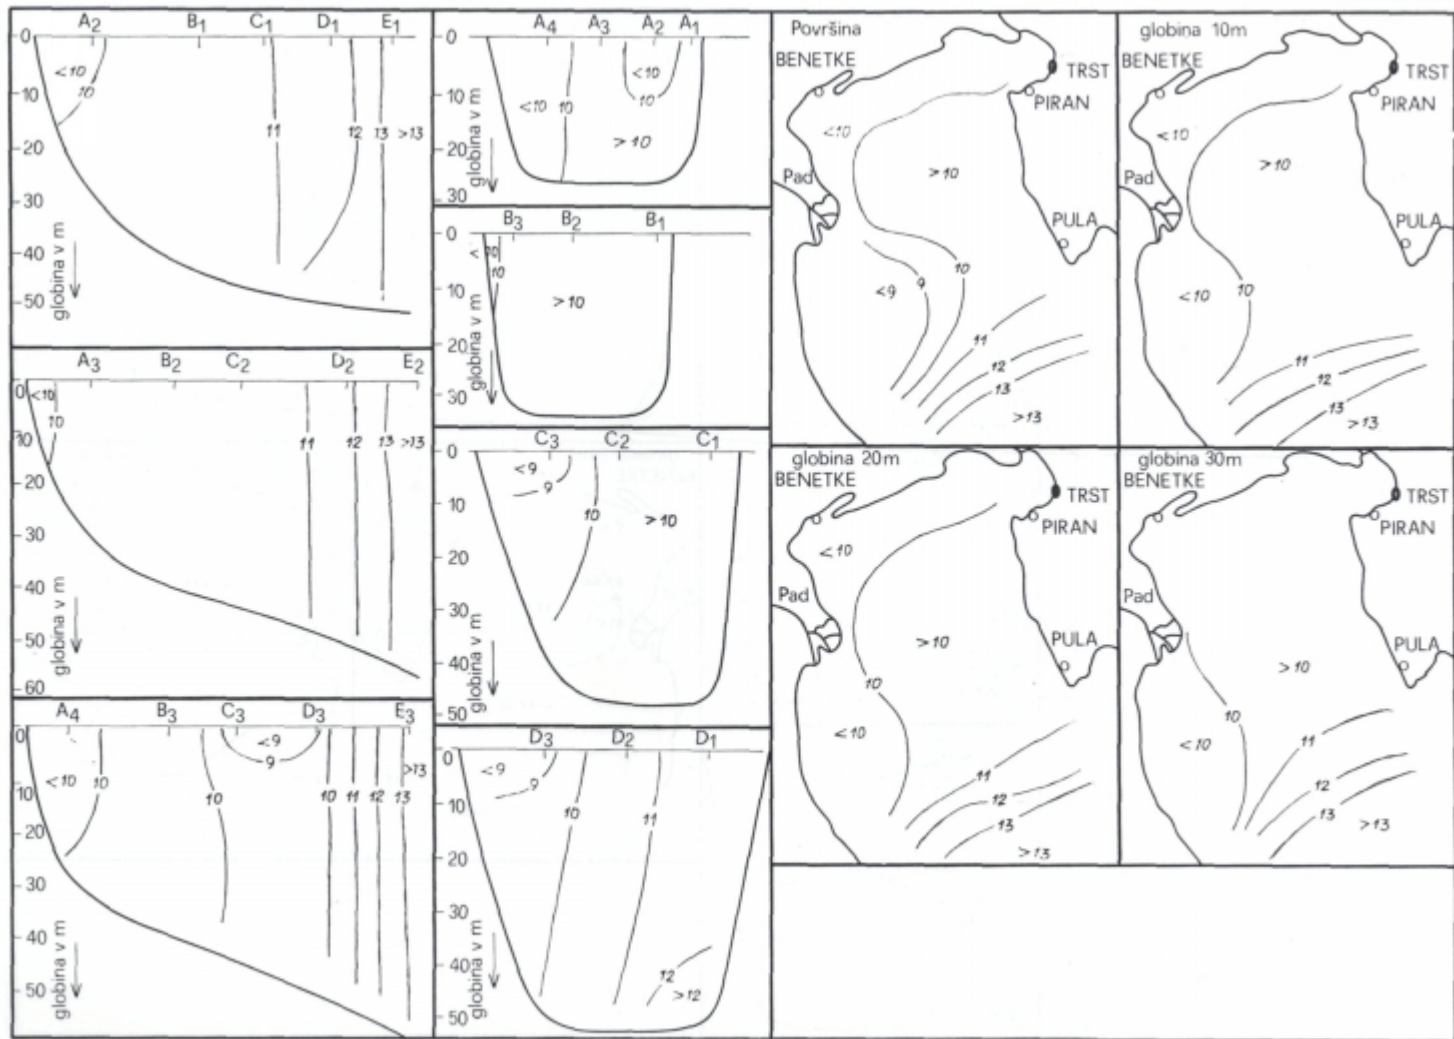 A2 B1 C1 D1 E1
0
<10
10
10
20
30
40
50
11 12 13 >13
globina v m
A3 B2 C2 D2 E2
0
<10
10
10
20
30
40
50
60
11 12 13 >13
globina v m
A4 B3 C3 D3 E3
0
<9
9
<10 10 10 10 11 12 13 >13
10
20
30
40
50
globina v m
A4 A3 A2 A1
0
<10
10
10
<10 10
>10
20
30
globina v m
B3 B2 B1
0
<10
10
10
>10
20
30
globina v m
C3 C2 C1
0
<9
9
10
10 >10
20
30
40
50
globina v m
D3 D2 D1
0
<9
9
10
10 11
20
30
40
50
12
>12
globina v m
Površina
BENETKE
TRST
PIRAN
<10
>10
Pad
PULA
10
<9 9
11
12
13
>13
globina 10m
BENETKE
TRST
PIRAN
<10
>10
Pad
PULA
<10 10
11
12
13
>13
globina 20m
BENETKE
TRST
PIRAN
<10
Pad
>10
PULA
10
<10
11
12
13
>13
globina 30m
BENETKE
TRST
PIRAN
Pad
>10
PULA
10
<10
11
12
13
>13